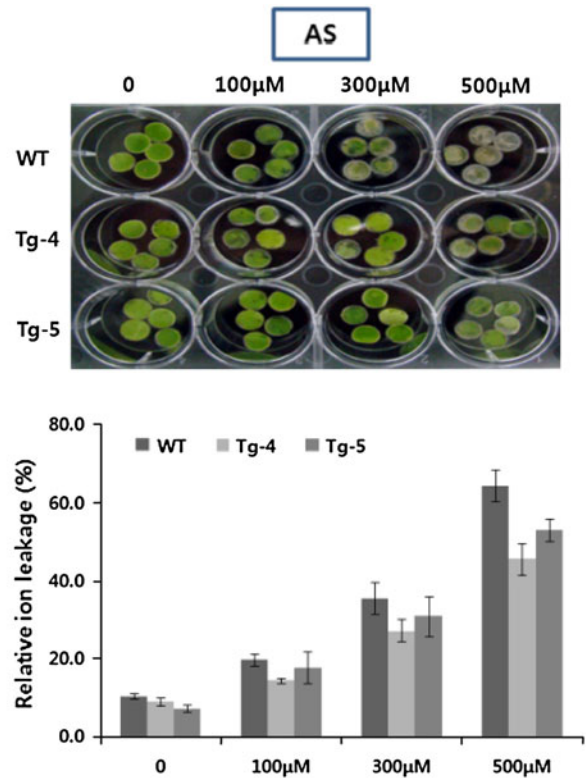 AS
0 100µM 300µM 500µM
WT
Tg-4
Tg-5
Relative ion leakage (%)
80.0
60.0
40.0
20.0
0.0
WT Tg-4 Tg-5
0 100µM 300µM 500µM